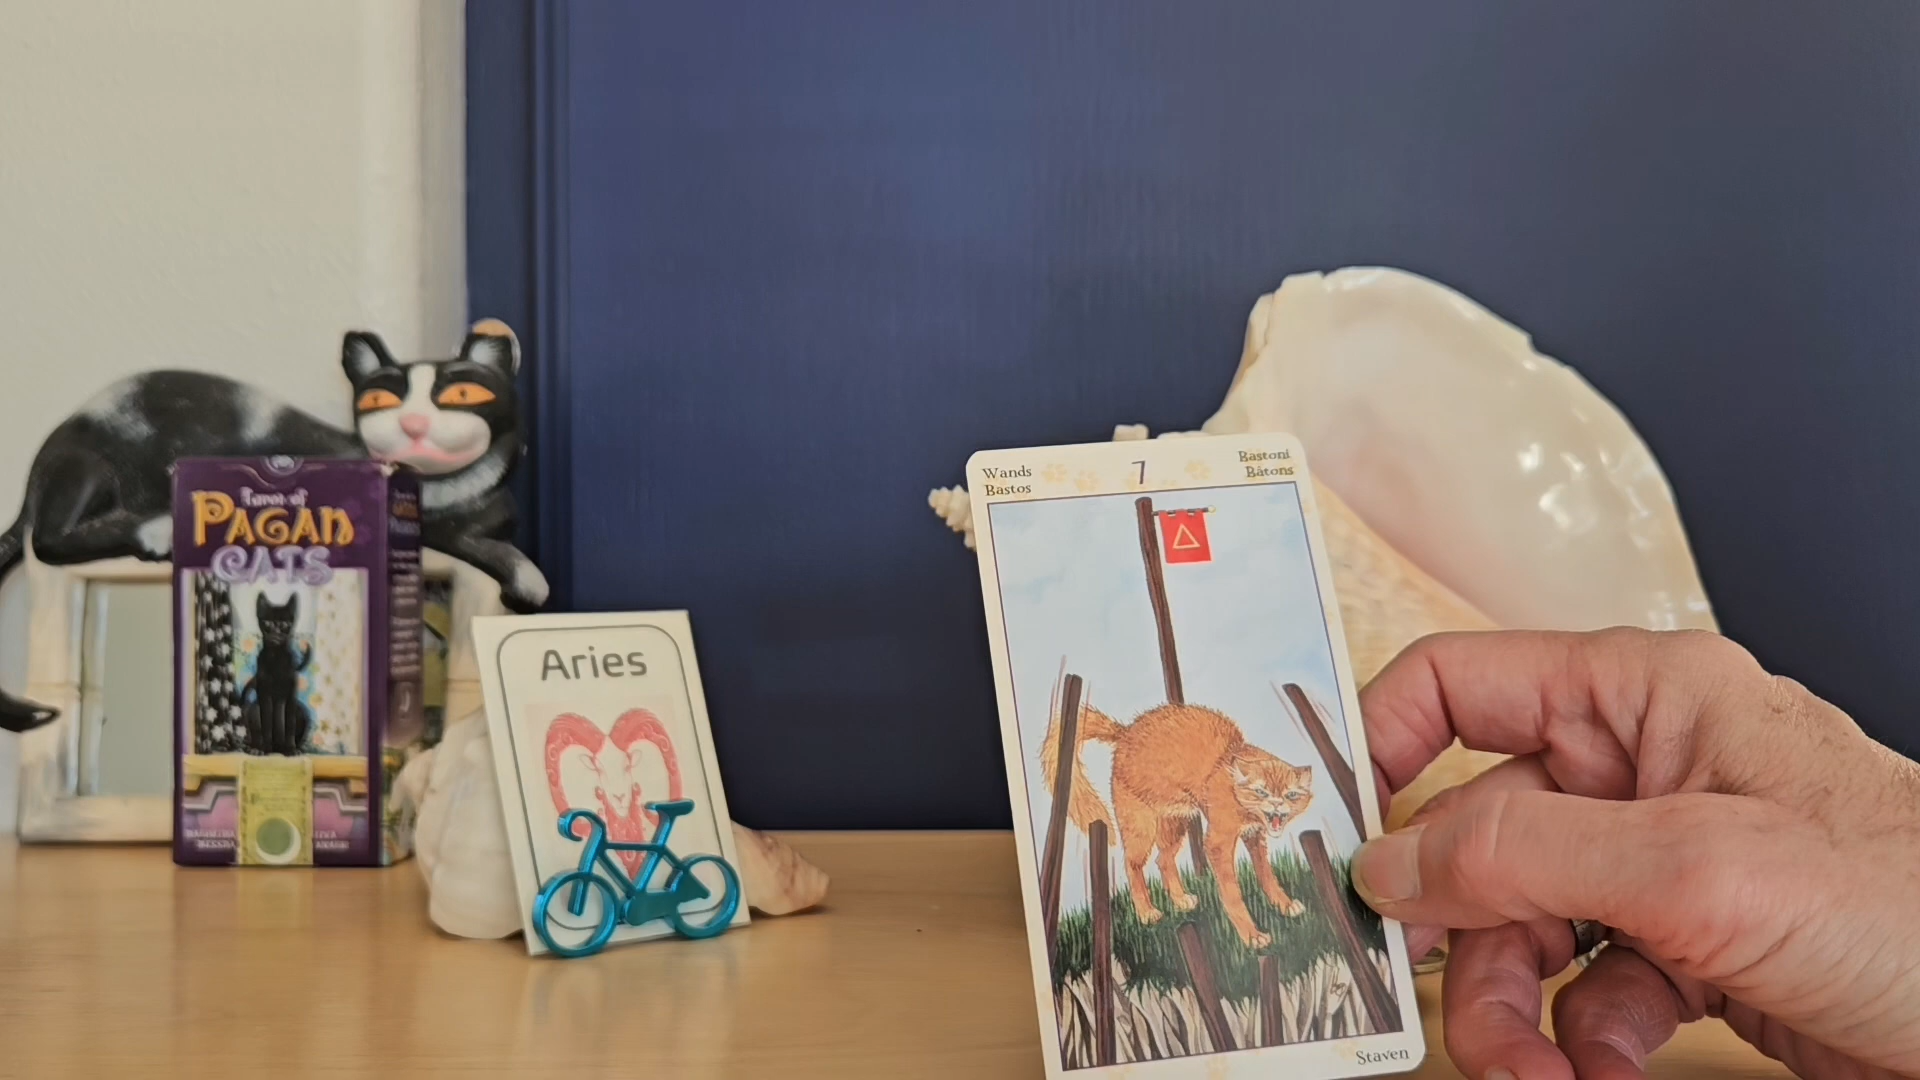 Tarot of
PAGAN
CATS
Aries
Wands
Bastos
7
Bastoni
Bâtons
Staven